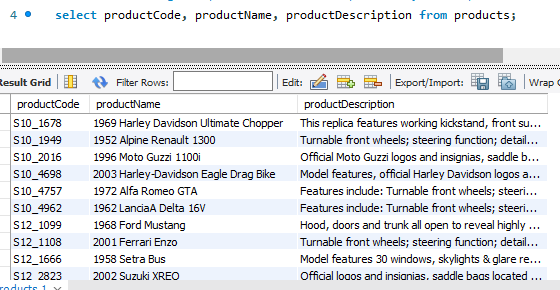 4 select productCode, productName, productDescription from products;
Result Grid Filter Rows: Edit: Export/Import: Wrap
productCode productName productDescription
S10_1678 1969 Harley Davidson Ultimate Chopper This replica features working kickstand, front su...
S10_1949 1952 Alpine Renault 1300 Turnable front wheels; steering function; detail...
S10_2016 1996 Moto Guzzi 1100i Official Moto Guzzi logos and insignias, saddle b...
S10_4698 2003 Harley-Davidson Eagle Drag Bike Model features, official Harley Davidson logos a...
S10_4757 1972 Alfa Romeo GTA Features include: Turnable front wheels; steeri...
S10_4962 1962 LanciaA Delta 16V Features include: Turnable front wheels; steeri...
S12_1099 1968 Ford Mustang Hood, doors and trunk all open to reveal highly ...
S12_1108 2001 Ferrari Enzo Turnable front wheels; steering function; detail...
S12_1666 1958 Setra Bus Model features 30 windows, skylights & glare re...
S12_2823 2002 Suzuki XREO Official logos and insignias, saddle bags located ...
products 1